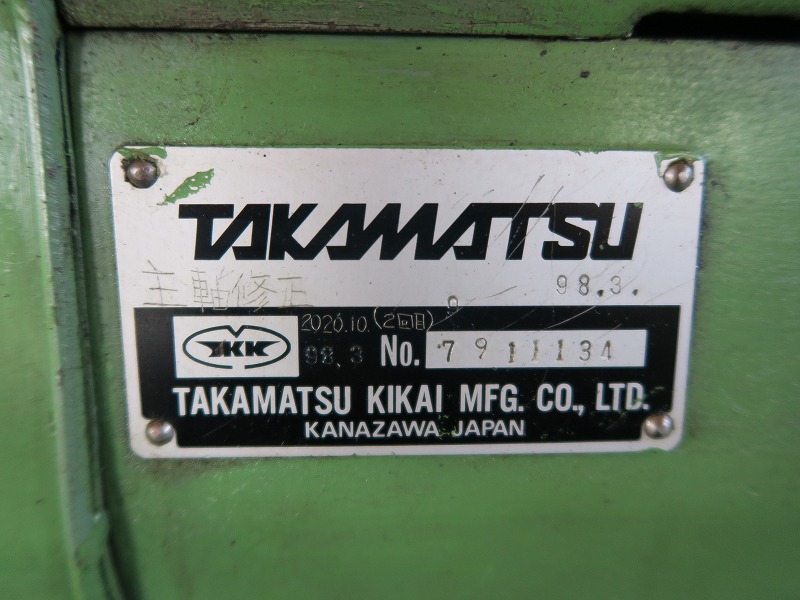 TAKAMATSU
主軸修正
9 98.3.
2020.10.(2回目)
98.3 No. 7911134
TAKAMATSU KIKAI MFG. CO., LTD.
KANAZAWA JAPAN